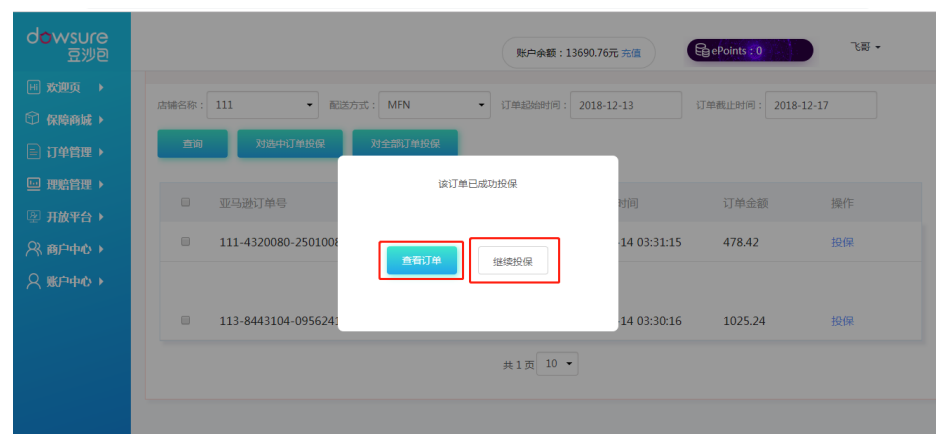 dowsure
豆沙包
账户余额：13690.76元 充值
ePoints : 0
飞哥
HI 欢迎页
保障商城
订单管理
理赔管理
开放平台
商户中心
账户中心
店铺名称： 111 配送方式： MFN 订单起始时间： 2018-12-13 订单截止时间： 2018-12-17
查询 对选中订单投保 对全部订单投保
该订单已成功投保
查看订单 继续投保
亚马逊订单号 时间 订单金额 操作
111-4320080-2501008 -14 03:31:15 478.42 投保
113-8443104-0956241 -14 03:30:16 1025.24 投保
共 1 页 10